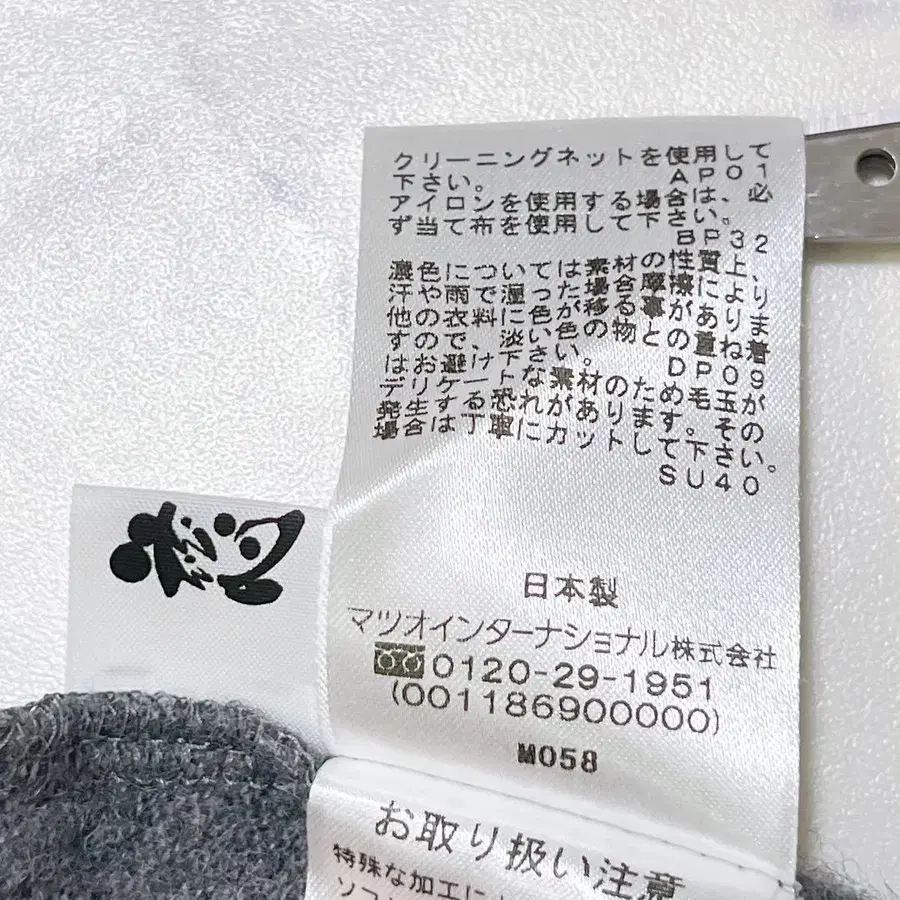 クリーニングネットを使用して
下さい。 AP01
アイロンを使用する場合は、必
ず当て布を使用して下さい。
BP32
濃色については素材の性質上、
汗や雨で湿った場合摩擦により
他の衣料に色が移る事がありま
すので、淡い色の物との重ね着
はお避け下さい。 DP09
デリケートな素材のため毛玉が
発生する恐れがあります。その
場合は丁寧にカットして下さい。
SU40
日本製
マツオインターナショナル株式会社
0120-29-1951
(001186900000)
M058
お取り扱い注意
特殊な加工に
ソフ